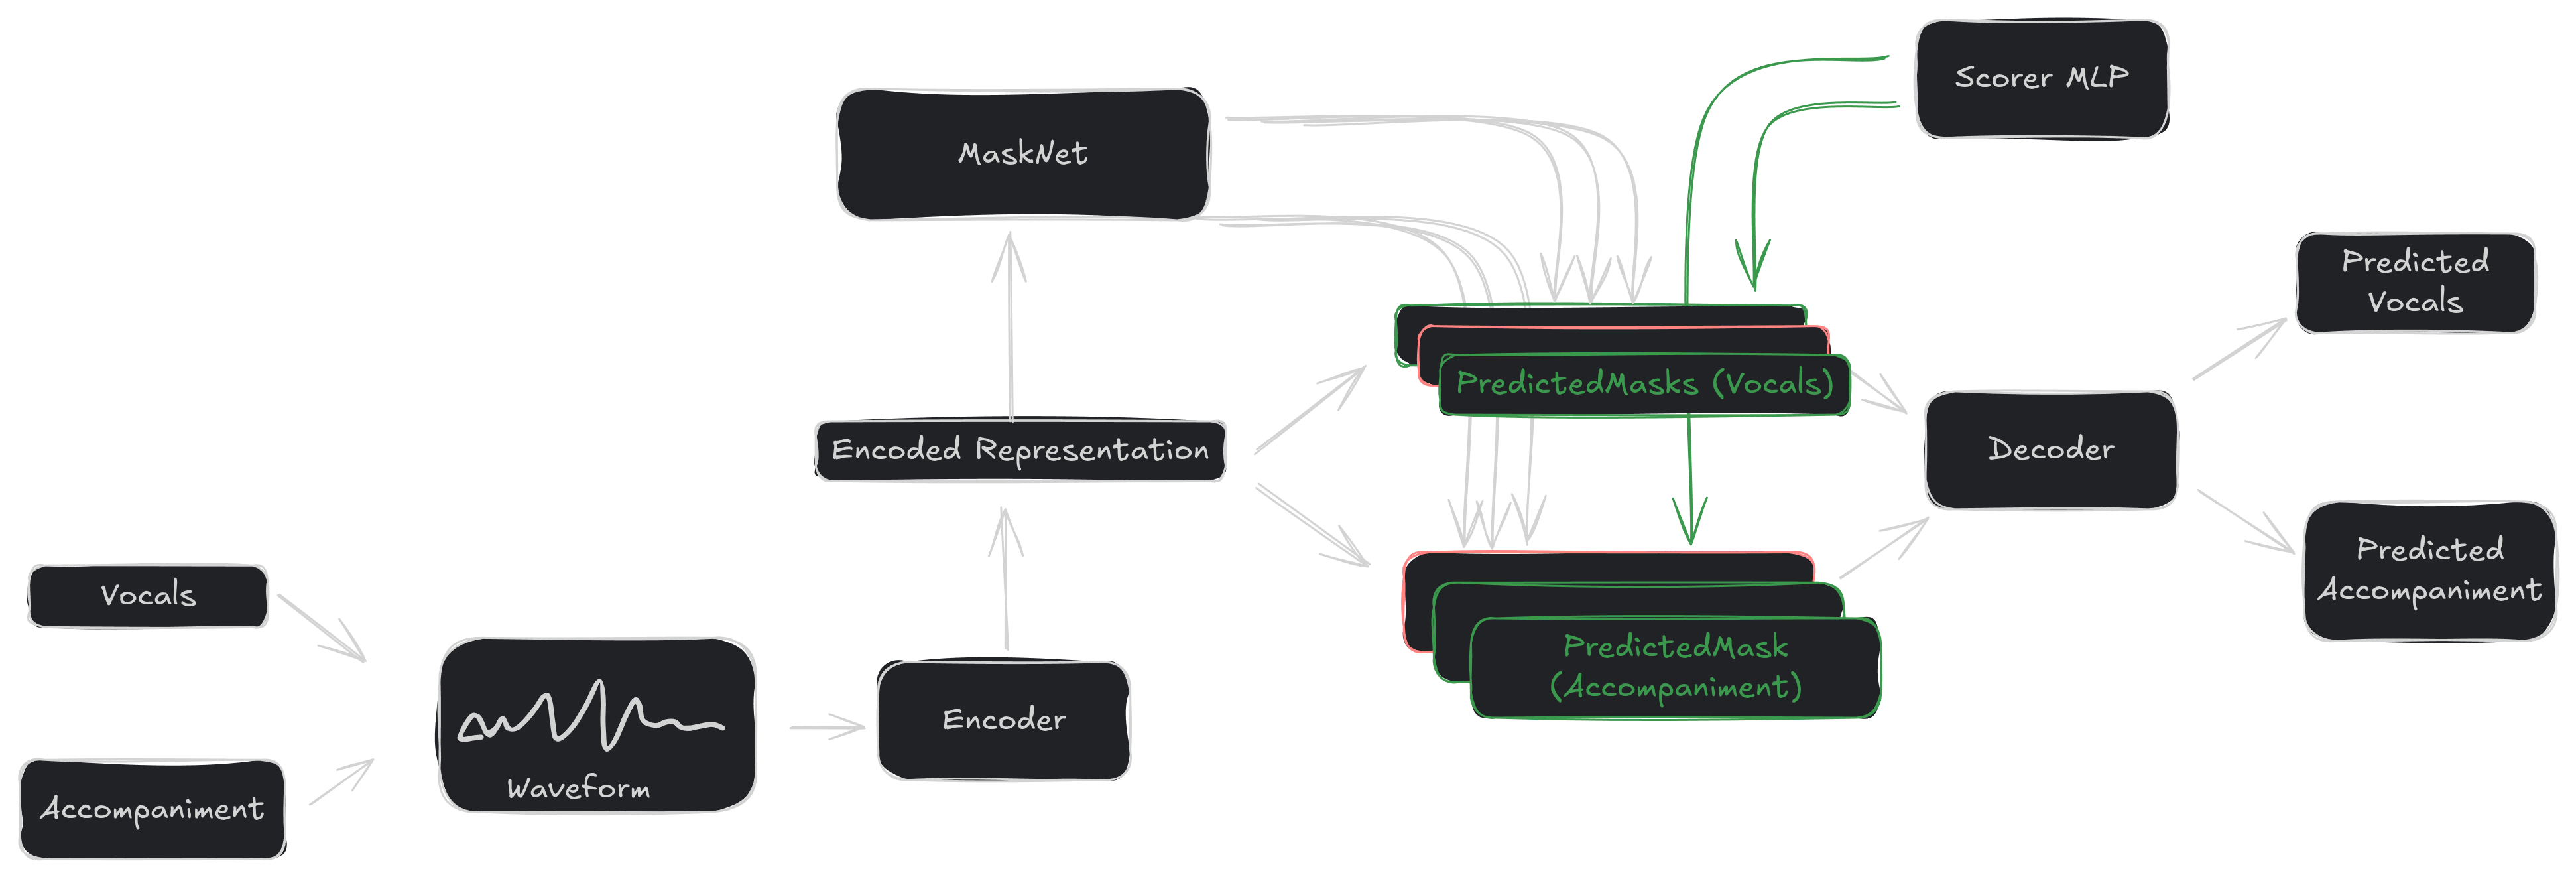 Scorer MLP
MaskNet
Predicted
Vocals
PredictedMasks (Vocals)
Encoded Representation
Decoder
Vocals
Predicted
Accompaniment
PredictedMask
(Accompaniment)
Encoder
Waveform
Accompaniment